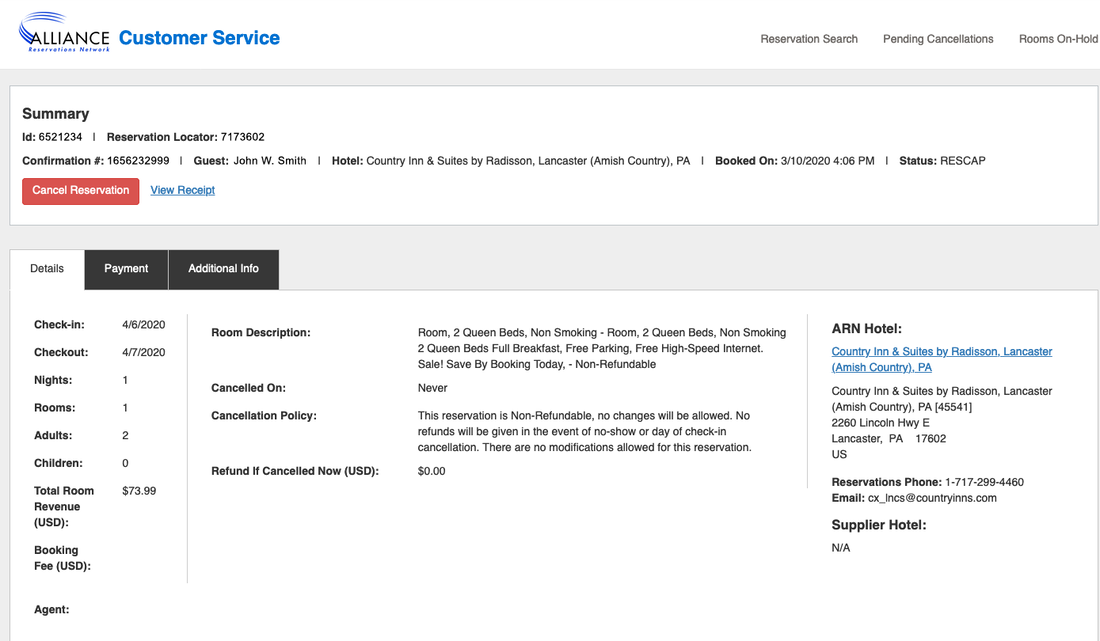 ALLIANCE
Reservations Network
Customer Service
Reservation Search Pending Cancellations Rooms On-Hold
Summary
Id: 6521234 | Reservation Locator: 7173602
Confirmation #: 1656232999 | Guest: John W. Smith | Hotel: Country Inn & Suites by Radisson, Lancaster (Amish Country), PA | Booked On: 3/10/2020 4:06 PM | Status: RESCAP
Cancel Reservation View Receipt
Details Payment Additional Info
Check-in: 4/6/2020
Checkout: 4/7/2020
Nights: 1
Rooms: 1
Adults: 2
Children: 0
Total Room $73.99
Revenue
(USD):
Booking
Fee (USD):
Agent:
Room Description: Room, 2 Queen Beds, Non Smoking - Room, 2 Queen Beds, Non Smoking
2 Queen Beds Full Breakfast, Free Parking, Free High-Speed Internet.
Sale! Save By Booking Today, - Non-Refundable
Cancelled On: Never
Cancellation Policy: This reservation is Non-Refundable, no changes will be allowed. No
refunds will be given in the event of no-show or day of check-in
cancellation. There are no modifications allowed for this reservation.
Refund If Cancelled Now (USD): $0.00
ARN Hotel:
Country Inn & Suites by Radisson, Lancaster
(Amish Country), PA
Country Inn & Suites by Radisson, Lancaster
(Amish Country), PA [45541]
2260 Lincoln Hwy E
Lancaster, PA 17602
US
Reservations Phone: 1-717-299-4460
Email: cx_lncs@countryinns.com
Supplier Hotel:
N/A